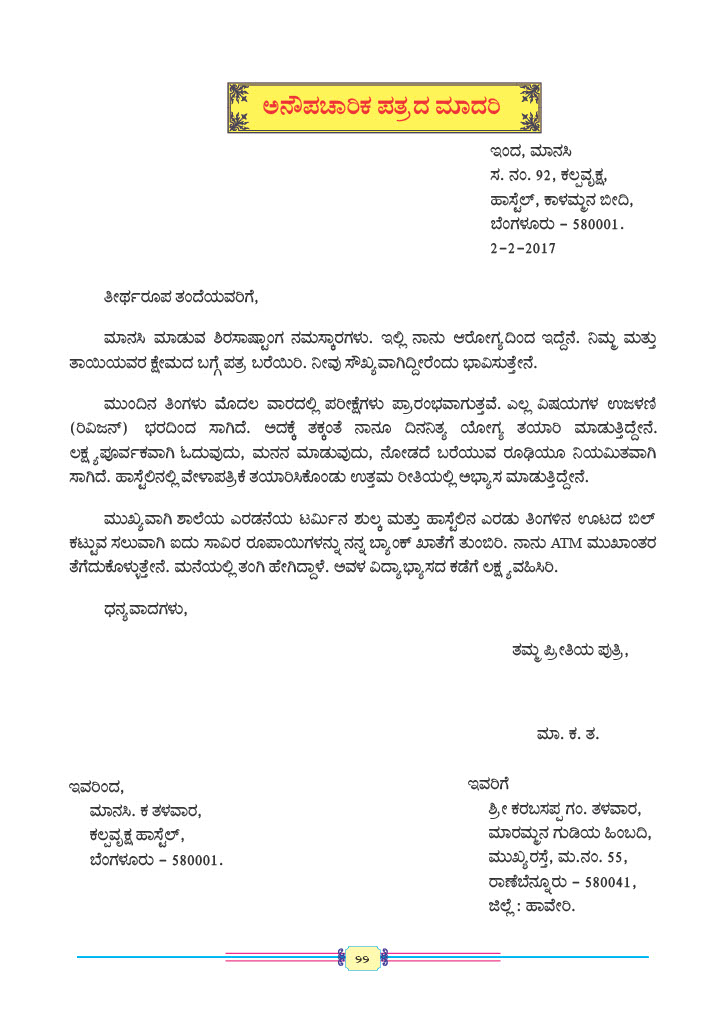 ಅನೌಪಚಾರಿಕ ಪತ್ರದ ಮಾದರಿ
ಇಂದ, ಮಾನಸಿ
ಸ. ನಂ. 92, ಕಲ್ಪವೃಕ್ಷ,
ಹಾಸ್ಟೆಲ್, ಕಾಳಮ್ಮನ ಬೀದಿ,
ಬೆಂಗಳೂರು – 580001.
2–2–2017
ತೀರ್ಥರೂಪ ತಂದೆಯವರಿಗೆ,
ಮಾನಸಿ ಮಾಡುವ ಶಿರಸಾಷ್ಟಾಂಗ ನಮಸ್ಕಾರಗಳು. ಇಲ್ಲಿ ನಾನು ಆರೋಗ್ಯದಿಂದ ಇದ್ದೆನೆ. ನಿಮ್ಮ ಮತ್ತು
ತಾಯಿಯವರ ಕ್ಷೇಮದ ಬಗ್ಗೆ ಪತ್ರ ಬರೆಯಿರಿ. ನೀವು ಸೌಖ್ಯವಾಗಿದ್ದೀರೆಂದು ಭಾವಿಸುತ್ತೇನೆ.
ಮುಂದಿನ ತಿಂಗಳು ಮೊದಲ ವಾರದಲ್ಲಿ ಪರೀಕ್ಷೆಗಳು ಪ್ರಾರಂಭವಾಗುತ್ತವೆ. ಎಲ್ಲ ವಿಷಯಗಳ ಉಜಳಣಿ
(ರಿವಿಜನ್) ಭರದಿಂದ ಸಾಗಿದೆ. ಅದಕ್ಕೆ ತಕ್ಕಂತೆ ನಾನೂ ದಿನನಿತ್ಯ ಯೋಗ್ಯ ತಯಾರಿ ಮಾಡುತ್ತಿದ್ದೇನೆ.
ಲಕ್ಷ್ಯಪೂರ್ವಕವಾಗಿ ಓದುವುದು, ಮನನ ಮಾಡುವುದು, ನೋಡದೆ ಬರೆಯುವ ರೂಢಿಯೂ ನಿಯಮಿತವಾಗಿ
ಸಾಗಿದೆ. ಹಾಸ್ಟೆಲಿನಲ್ಲಿ ವೇಳಾಪತ್ರಿಕೆ ತಯಾರಿಸಿಕೊಂಡು ಉತ್ತಮ ರೀತಿಯಲ್ಲಿ ಅಭ್ಯಾಸ ಮಾಡುತ್ತಿದ್ದೇನೆ.
ಮುಖ್ಯವಾಗಿ ಶಾಲೆಯ ಎರಡನೆಯ ಟರ್ಮಿನ ಶುಲ್ಕ ಮತ್ತು ಹಾಸ್ಟೆಲಿನ ಎರಡು ತಿಂಗಳಿನ ಊಟದ ಬಿಲ್
ಕಟ್ಟುವ ಸಲುವಾಗಿ ಐದು ಸಾವಿರ ರೂಪಾಯಿಗಳನ್ನು ನನ್ನ ಬ್ಯಾಂಕ್ ಖಾತೆಗೆ ತುಂಬಿರಿ. ನಾನು ATM ಮುಖಾಂತರ
ತೆಗೆದುಕೊಳ್ಳುತ್ತೇನೆ. ಮನೆಯಲ್ಲಿ ತಂಗಿ ಹೇಗಿದ್ದಾಳೆ. ಅವಳ ವಿದ್ಯಾಭ್ಯಾಸದ ಕಡೆಗೆ ಲಕ್ಷ್ಯವಹಿಸಿರಿ.
ಧನ್ಯವಾದಗಳು,
ತಮ್ಮ ಪ್ರೀತಿಯ ಪುತ್ರಿ,
ಮಾ. ಕ. ತ.
ಇವರಿಂದ,
ಮಾನಸಿ. ಕ ತಳವಾರ,
ಕಲ್ಪವೃಕ್ಷ ಹಾಸ್ಟೆಲ್,
ಬೆಂಗಳೂರು – 580001.
ಇವರಿಗೆ
ಶ್ರೀ ಕರಬಸಪ್ಪ ಗಂ. ತಳವಾರ,
ಮಾರಮ್ಮನ ಗುಡಿಯ ಹಿಂಬದಿ,
ಮುಖ್ಯರಸ್ತೆ, ಮ.ನಂ. 55,
ರಾಣೆಬೆನ್ನೂರು – 580041,
ಜಿಲ್ಲೆ : ಹಾವೇರಿ.
೨೨